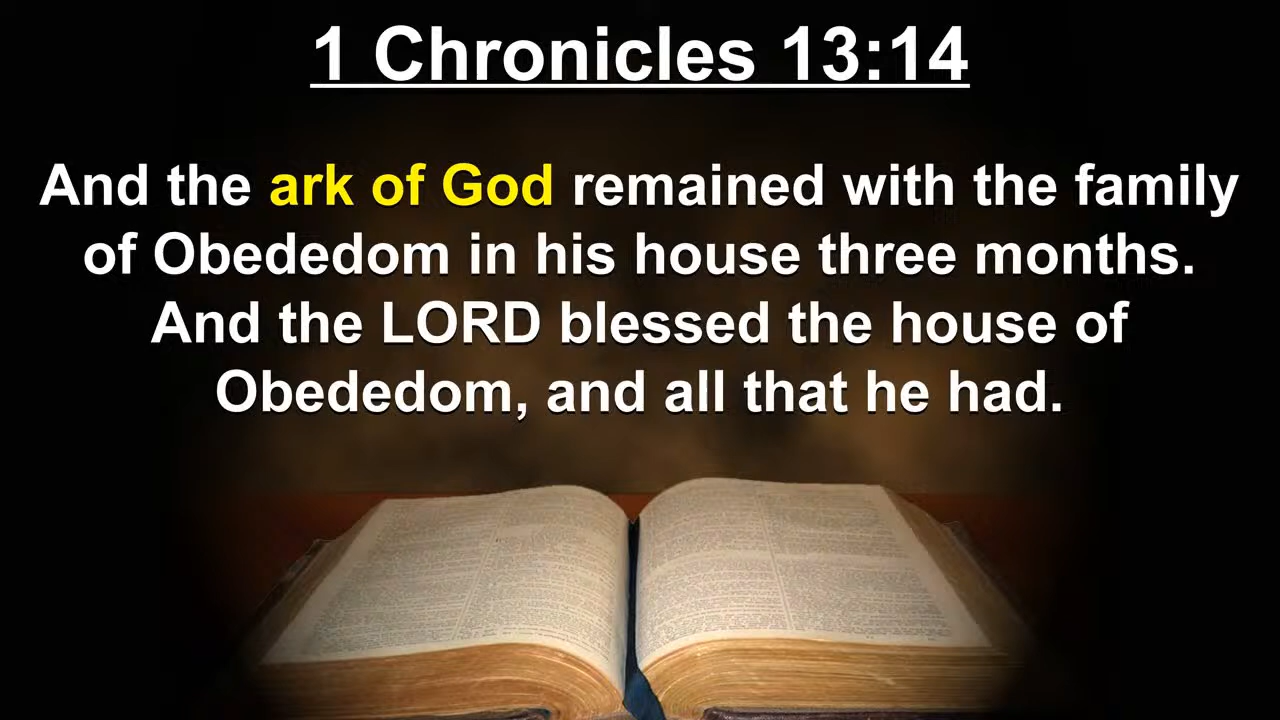 1 Chronicles 13:14
And the ark of God remained with the family
of Obededom in his house three months.
And the LORD blessed the house of
Obededom, and all that he had.